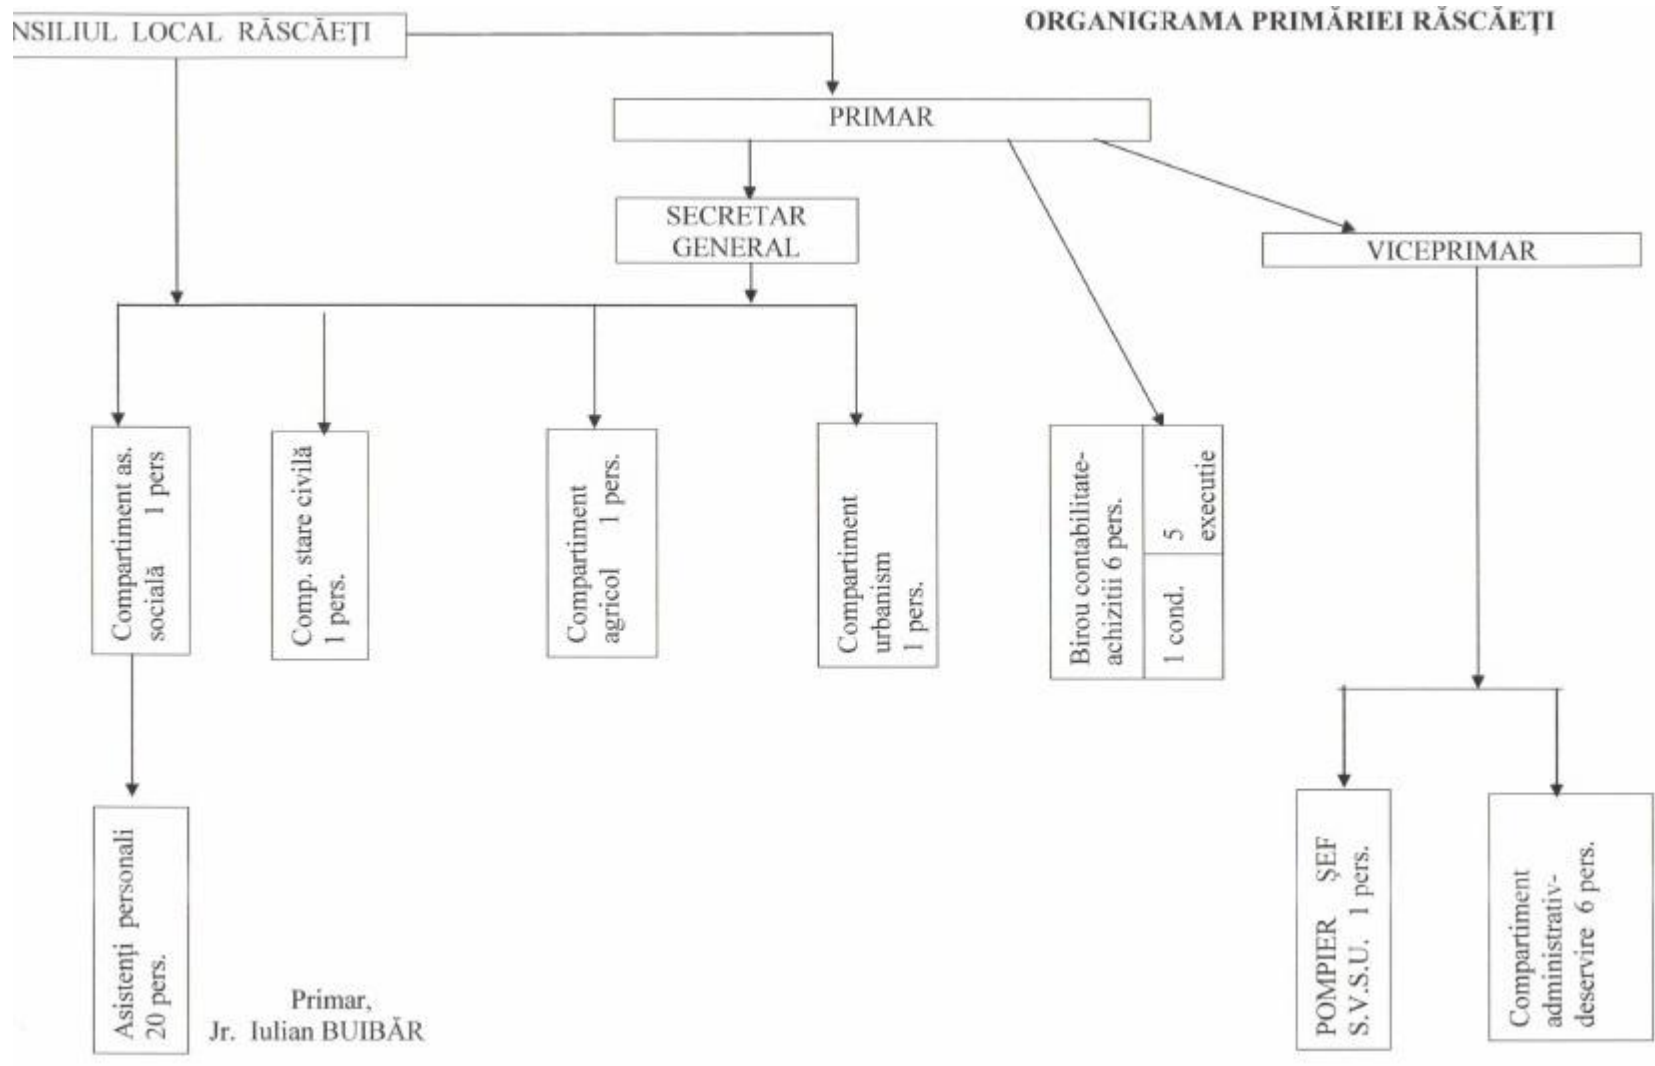 NSILIUL LOCAL RĂSCĂEŢI
ORGANIGRAMA PRIMĂRIEI RĂSCĂEŢI
PRIMAR
SECRETAR
GENERAL
VICEPRIMAR
Compartiment as.
socială 1 pers
Comp. stare civilă
1 pers.
Compartiment
agricol 1 pers.
Compartiment
urbanism
1 pers.
Birou contabilitate-
achizitii 6 pers.
5
executie
1 cond.
Asistenţi personali
20 pers.
POMPIER ŞEF
S.V.S.U. 1 pers.
Compartiment
administrativ-
deservire 6 pers.
Primar,
Jr. Iulian BUIBĂR